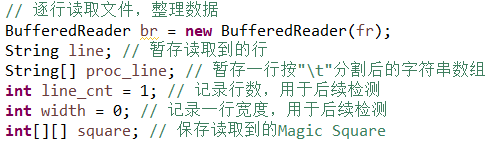 // 逐行读取文件，整理数据
BufferedReader br = new BufferedReader(fr);
String line; // 暂存读取到的行
String[] proc_line; // 暂存一行按"\t"分割后的字符串数组
int line_cnt = 1; // 记录行数，用于后续检测
int width = 0; // 记录一行宽度，用于后续检测
int[][] square; // 保存读取到的Magic Square